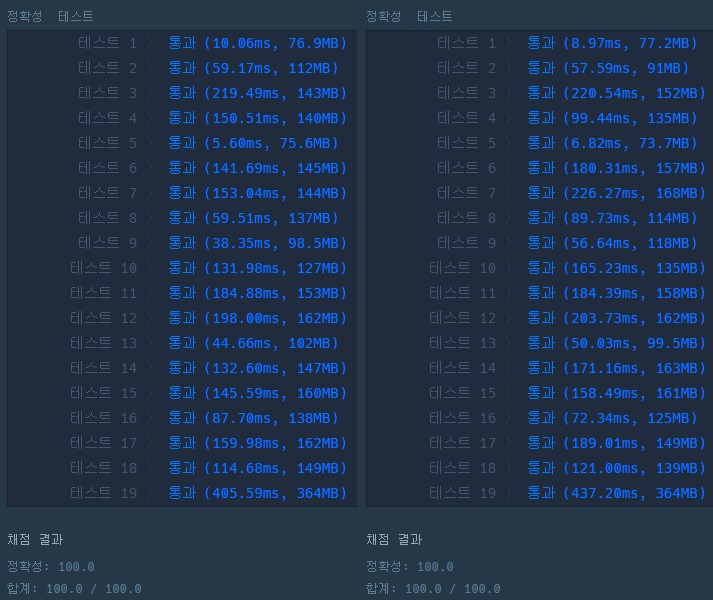 정확성 테스트
테스트 1 〉 통과 (10.06ms, 76.9MB)
테스트 2 〉 통과 (59.17ms, 112MB)
테스트 3 〉 통과 (219.49ms, 143MB)
테스트 4 〉 통과 (150.51ms, 140MB)
테스트 5 〉 통과 (5.60ms, 75.6MB)
테스트 6 〉 통과 (141.69ms, 145MB)
테스트 7 〉 통과 (153.04ms, 144MB)
테스트 8 〉 통과 (59.51ms, 137MB)
테스트 9 〉 통과 (38.35ms, 98.5MB)
테스트 10 〉 통과 (131.98ms, 127MB)
테스트 11 〉 통과 (184.88ms, 153MB)
테스트 12 〉 통과 (198.00ms, 162MB)
테스트 13 〉 통과 (44.66ms, 102MB)
테스트 14 〉 통과 (132.60ms, 147MB)
테스트 15 〉 통과 (145.59ms, 160MB)
테스트 16 〉 통과 (87.70ms, 138MB)
테스트 17 〉 통과 (159.98ms, 162MB)
테스트 18 〉 통과 (114.68ms, 149MB)
테스트 19 〉 통과 (405.59ms, 364MB)
채점 결과
정확성: 100.0
합계: 100.0 / 100.0
정확성 테스트
테스트 1 〉 통과 (8.97ms, 77.2MB)
테스트 2 〉 통과 (57.59ms, 91MB)
테스트 3 〉 통과 (220.54ms, 152MB)
테스트 4 〉 통과 (99.44ms, 135MB)
테스트 5 〉 통과 (6.82ms, 73.7MB)
테스트 6 〉 통과 (180.31ms, 157MB)
테스트 7 〉 통과 (226.27ms, 168MB)
테스트 8 〉 통과 (89.73ms, 114MB)
테스트 9 〉 통과 (56.64ms, 118MB)
테스트 10 〉 통과 (165.23ms, 135MB)
테스트 11 〉 통과 (184.39ms, 158MB)
테스트 12 〉 통과 (203.73ms, 162MB)
테스트 13 〉 통과 (50.03ms, 99.5MB)
테스트 14 〉 통과 (171.16ms, 163MB)
테스트 15 〉 통과 (158.49ms, 161MB)
테스트 16 〉 통과 (72.34ms, 125MB)
테스트 17 〉 통과 (189.01ms, 149MB)
테스트 18 〉 통과 (121.00ms, 139MB)
테스트 19 〉 통과 (437.20ms, 364MB)
채점 결과
정확성: 100.0
합계: 100.0 / 100.0